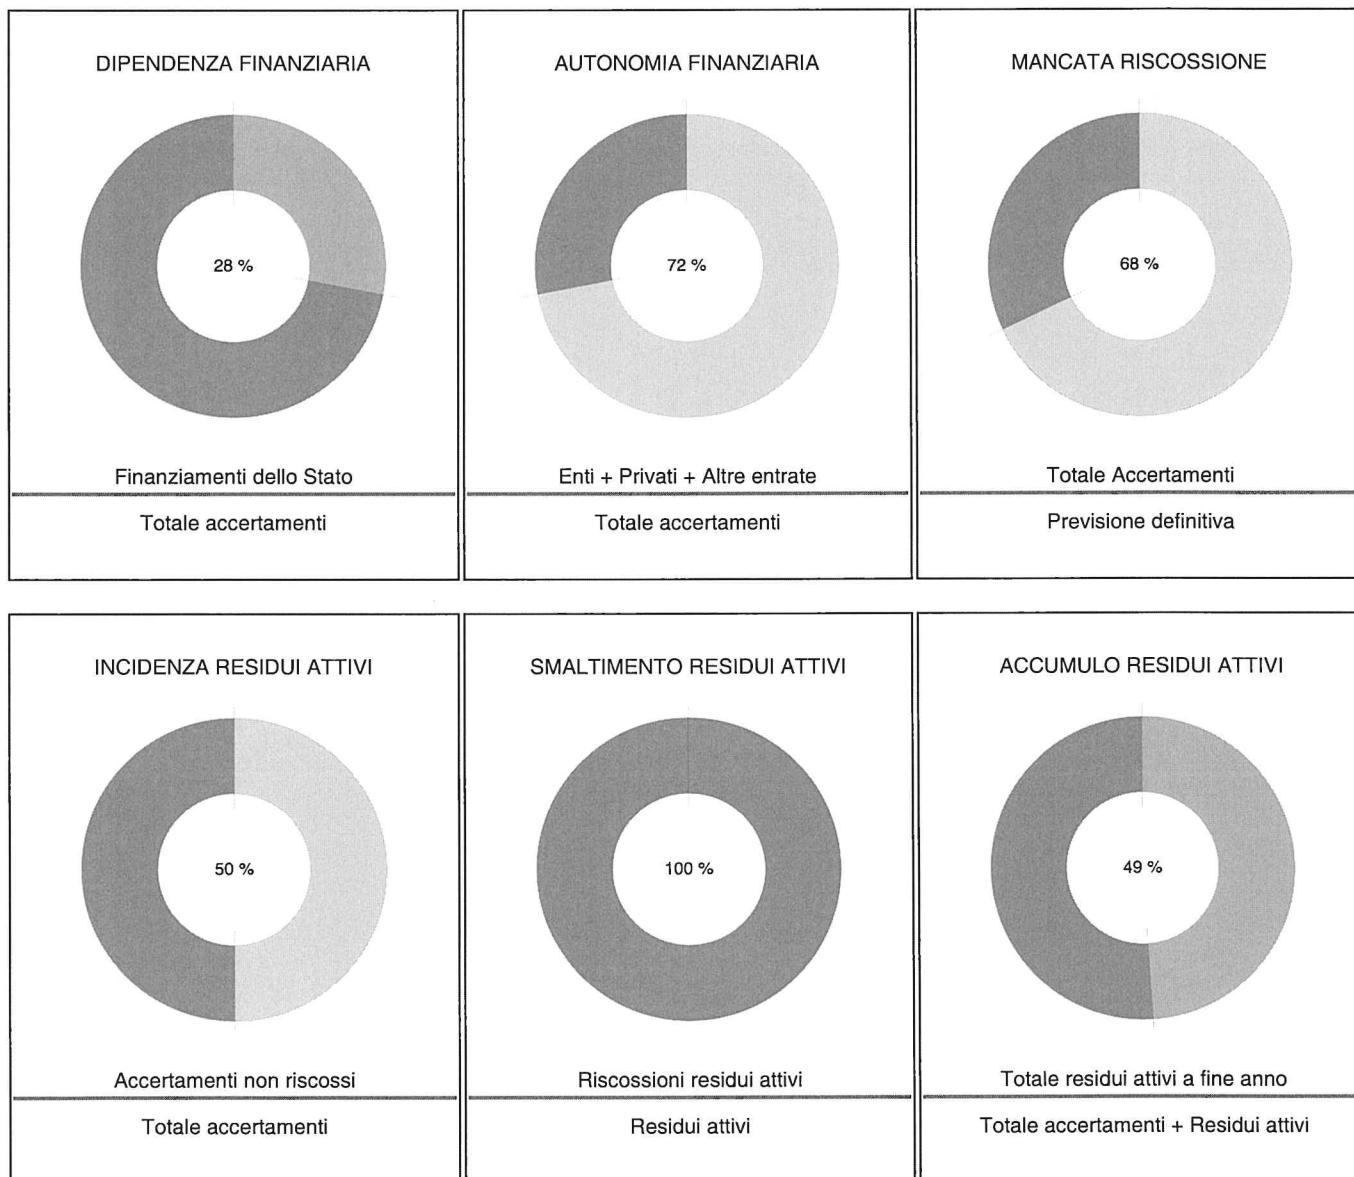 DIPENDENZA FINANZIARIA
28 %
Finanziamenti dello Stato
Totale accertamenti
AUTONOMIA FINANZIARIA
72 %
Enti + Privati + Altre entrate
Totale accertamenti
MANCATA RISCOSSIONE
68 %
Totale Accertamenti
Previsione definitiva
INCIDENZA RESIDUI ATTIVI
50 %
Accertamenti non riscossi
Totale accertamenti
SMALTIMENTO RESIDUI ATTIVI
100 %
Riscossioni residui attivi
Residui attivi
ACCUMULO RESIDUI ATTIVI
49 %
Totale residui attivi a fine anno
Totale accertamenti + Residui attivi